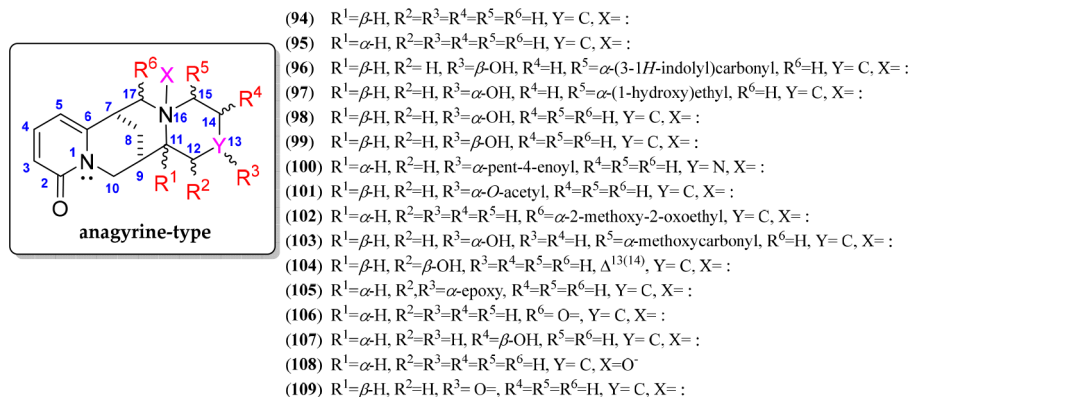 R⁶
X
R⁵
17
15
R⁴
5
7
N
14
6
16
4
8
Y
13
1
11
12
3
N
R³
2
9
10
R¹
R²
O
anagyrine-type
(94) R¹=β-H, R²=R³=R⁴=R⁵=R⁶=H, Y= C, X= :
(95) R¹=α-H, R²=R³=R⁴=R⁵=R⁶=H, Y= C, X= :
(96) R¹=β-H, R²= H, R³=β-OH, R⁴=H, R⁵=α-(3-1H-indolyl)carbonyl, R⁶=H, Y= C, X= :
(97) R¹=β-H, R²=H, R³=α-OH, R⁴=H, R⁵=α-(1-hydroxy)ethyl, R⁶=H, Y= C, X= :
(98) R¹=β-H, R²=H, R³=α-OH, R⁴=R⁵=R⁶=H, Y= C, X= :
(99) R¹=β-H, R²=H, R³=β-OH, R⁴=R⁵=R⁶=H, Y= C, X= :
(100) R¹=α-H, R²=H, R³=α-pent-4-enoyl, R⁴=R⁵=R⁶=H, Y= N, X= :
(101) R¹=β-H, R²=H, R³=α-O-acetyl, R⁴=R⁵=R⁶=H, Y= C, X= :
(102) R¹=α-H, R²=R³=R⁴=R⁵=H, R⁶=α-2-methoxy-2-oxoethyl, Y= C, X= :
(103) R¹=β-H, R²=H, R³=α-OH, R³=R⁴=H, R⁵=α-methoxycarbonyl, R⁶=H, Y= C, X= :
(104) R¹=β-H, R²=β-OH, R³=R⁴=R⁵=R⁶=H, Δ¹³⁽¹⁴⁾, Y= C, X= :
(105) R¹=α-H, R²,R³=α-epoxy, R⁴=R⁵=R⁶=H, Y= C, X= :
(106) R¹=α-H, R²=R³=R⁴=R⁵=H, R⁶= O=, Y= C, X= :
(107) R¹=α-H, R²=R³=H, R⁴=β-OH, R⁵=R⁶=H, Y= C, X= :
(108) R¹=α-H, R²=R³=R⁴=R⁵=R⁶=H, Y= C, X=O⁻
(109) R¹=β-H, R²=H, R³= O=, R⁴=R⁵=R⁶=H, Y= C, X= :